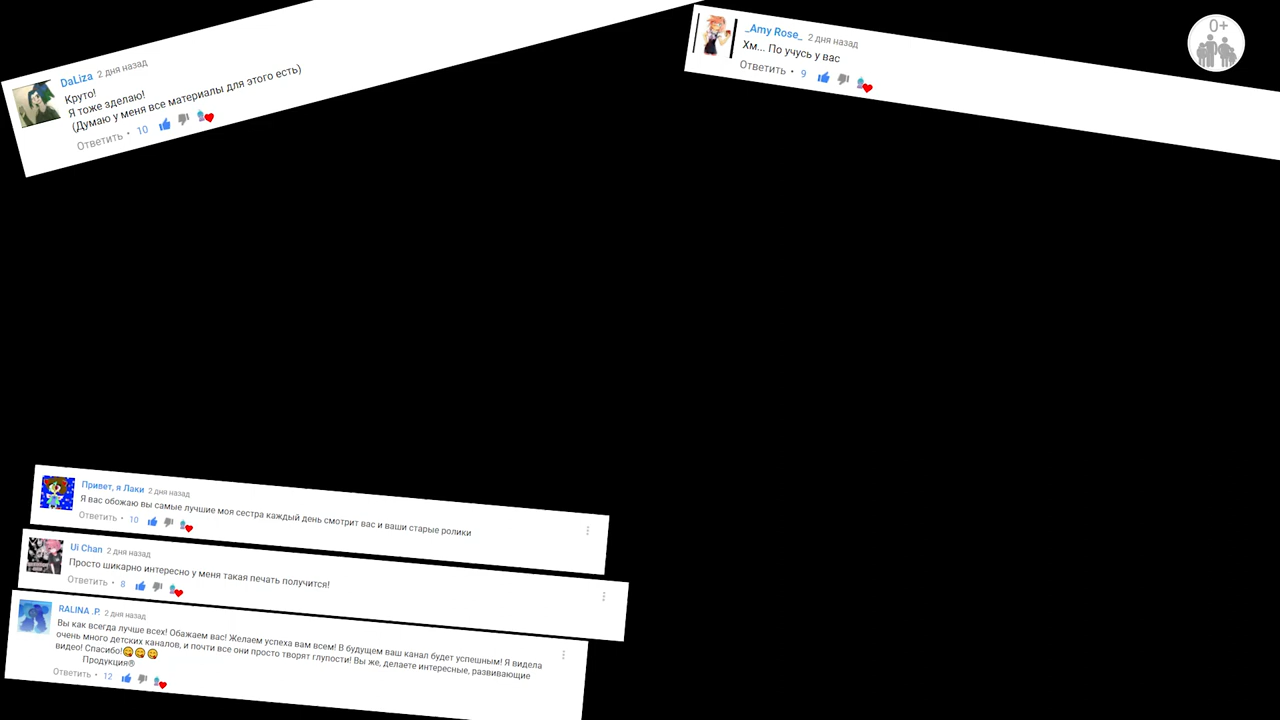 DaLiza 2 дня назад
Круто!
Я тоже зделаю!
(Думаю у меня все материалы для этого есть)
Ответить • 10
_Amy Rose_ 2 дня назад
Хм... По учусь у вас
Ответить • 9
0+
Привет, я Лаки 2 дня назад
Я вас обожаю вы самые лучшие моя сестра каждый день смотрит вас и ваши старые ролики
Ответить • 10
Ui Chan 2 дня назад
Просто шикарно интересно у меня такая печать получится!
Ответить • 8
RALINA .P. 2 дня назад
Вы как всегда лучше всех! Обажаем вас! Желаем успеха вам всем! В будущем ваш канал будет успешным! Я видела
очень много детских каналов, и почти все они просто творят глупости! Вы же, делаете интересные, развивающие
видео! Спасибо!😋😋😋
Продукция®
Ответить • 12